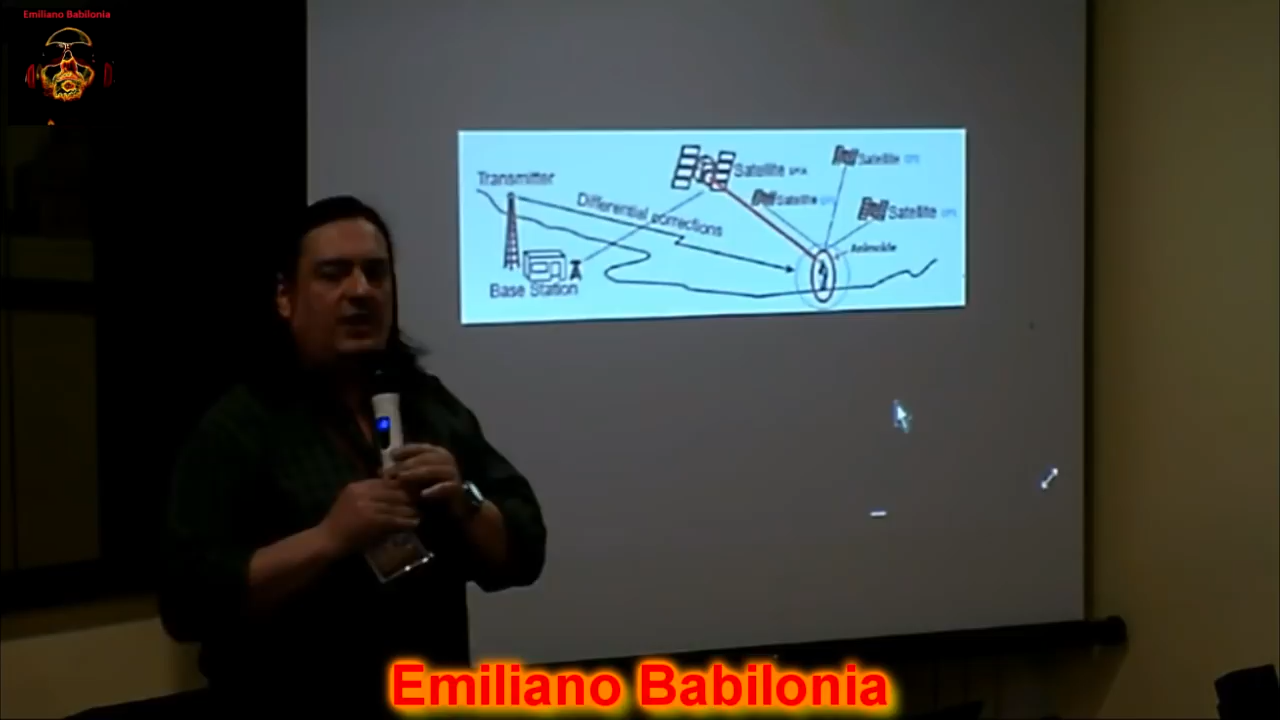 Emiliano Babilonia
Transmitter
Satellite
Satellite
Satellite
Satellite
Differential corrections
Base Station
Emiliano Babilonia